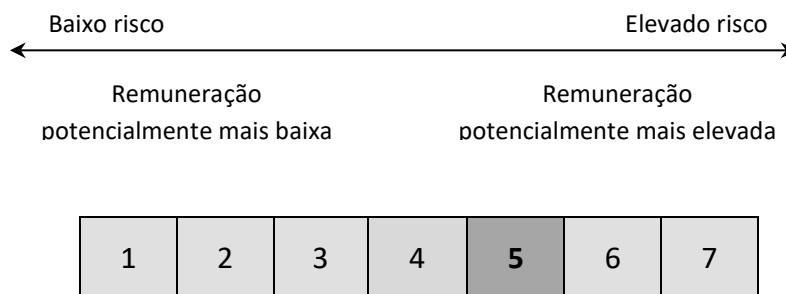 Baixo risco Elevado risco
Remuneração Remuneração
potencialmente mais baixa potencialmente mais elevada
1 2 3 4 5 6 7